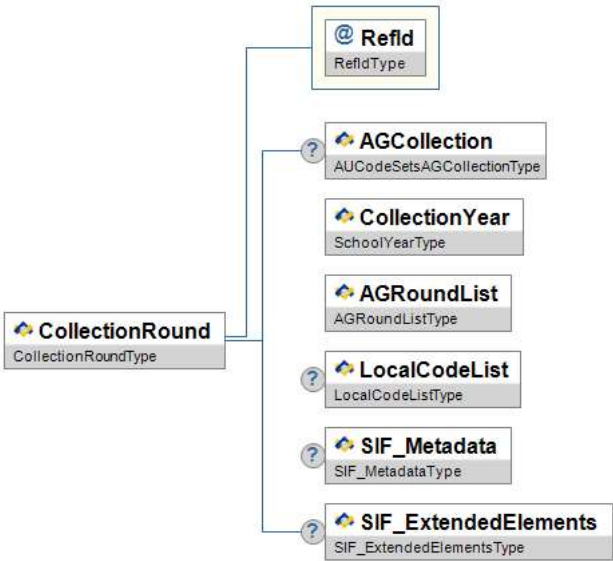 @ RefId
RefIdType
? AGCollection
AUCodeSetsAGCollectionType
CollectionYear
SchoolYearType
AGRoundList
AGRoundListType
CollectionRound
CollectionRoundType
? LocalCodeList
LocalCodeListType
? SIF_Metadata
SIF_MetadataType
? SIF_ExtendedElements
SIF_ExtendedElementsType